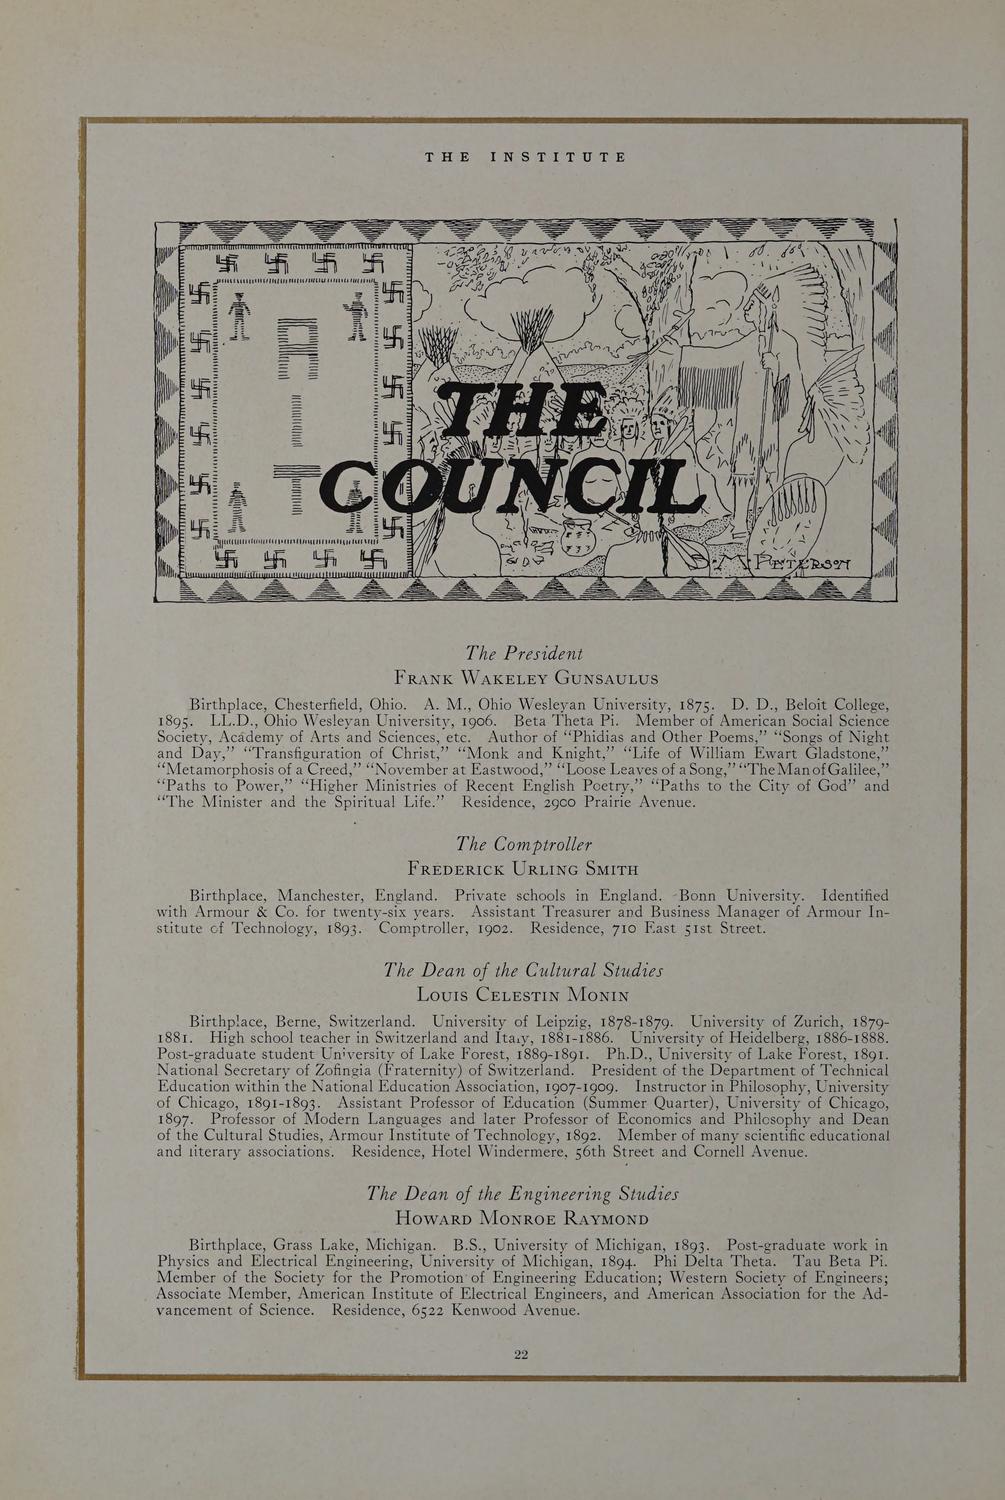 THE INSTITUTE
A
I
T
THE
COUNCIL
D. M. PETERSON
The President
FRANK WAKELEY GUNSAULUS
Birthplace, Chesterfield, Ohio. A. M., Ohio Wesleyan University, 1875. D. D., Beloit College,
1895. LL.D., Ohio Wesleyan University, 1906. Beta Theta Pi. Member of American Social Science
Society, Academy of Arts and Sciences, etc. Author of "Phidias and Other Poems," "Songs of Night
and Day," "Transfiguration of Christ," "Monk and Knight," "Life of William Ewart Gladstone,"
"Metamorphosis of a Creed," "November at Eastwood," "Loose Leaves of a Song," "The Man of Galilee,"
"Paths to Power," "Higher Ministries of Recent English Poetry," "Paths to the City of God" and
"The Minister and the Spiritual Life." Residence, 2900 Prairie Avenue.
The Comptroller
FREDERICK URLING SMITH
Birthplace, Manchester, England. Private schools in England. Bonn University. Identified
with Armour & Co. for twenty-six years. Assistant Treasurer and Business Manager of Armour In-
stitute of Technology, 1893. Comptroller, 1902. Residence, 710 East 51st Street.
The Dean of the Cultural Studies
LOUIS CELESTIN MONIN
Birthplace, Berne, Switzerland. University of Leipzig, 1878-1879. University of Zurich, 1879-
1881. High school teacher in Switzerland and Italy, 1881-1886. University of Heidelberg, 1886-1888.
Post-graduate student University of Lake Forest, 1889-1891. Ph.D., University of Lake Forest, 1891.
National Secretary of Zofingia (Fraternity) of Switzerland. President of the Department of Technical
Education within the National Education Association, 1907-1909. Instructor in Philosophy, University
of Chicago, 1891-1893. Assistant Professor of Education (Summer Quarter), University of Chicago,
1897. Professor of Modern Languages and later Professor of Economics and Philosophy and Dean
of the Cultural Studies, Armour Institute of Technology, 1892. Member of many scientific educational
and literary associations. Residence, Hotel Windermere, 56th Street and Cornell Avenue.
The Dean of the Engineering Studies
HOWARD MONROE RAYMOND
Birthplace, Grass Lake, Michigan. B.S., University of Michigan, 1893. Post-graduate work in
Physics and Electrical Engineering, University of Michigan, 1894. Phi Delta Theta. Tau Beta Pi.
Member of the Society for the Promotion of Engineering Education; Western Society of Engineers;
Associate Member, American Institute of Electrical Engineers, and American Association for the Ad-
vancement of Science. Residence, 6522 Kenwood Avenue.
22